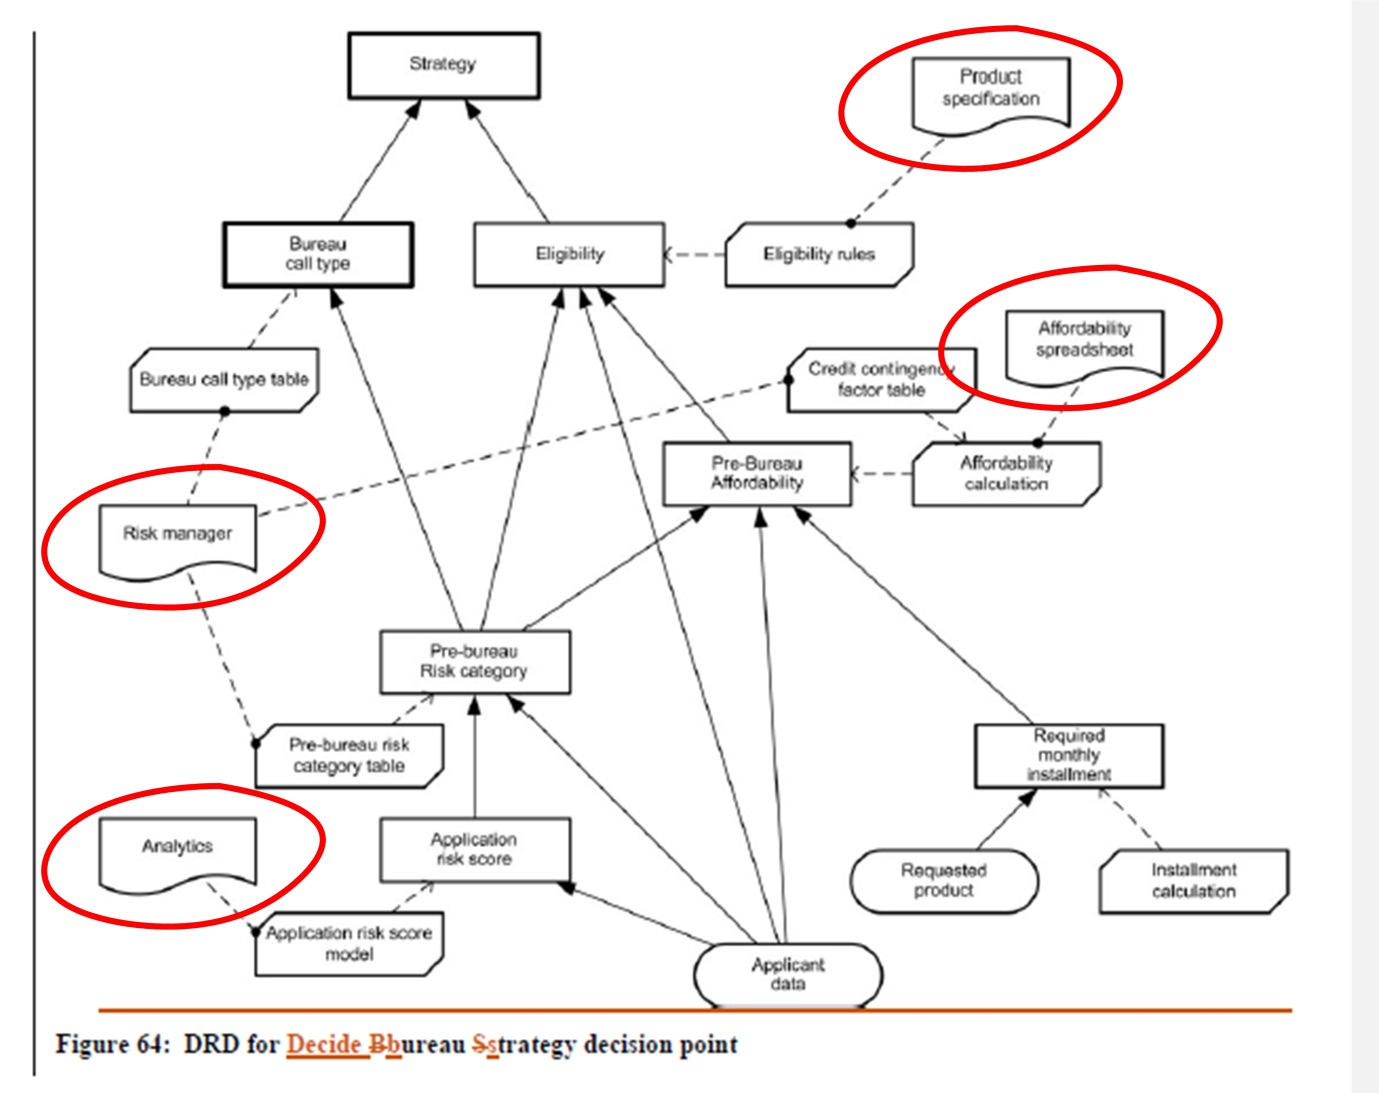 Strategy
Product
specification
Bureau
call type
Eligibility
Eligibility rules
Affordability
spreadsheet
Bureau call type table
Credit contingency
factor table
Pre-Bureau
Affordability
Affordability
calculation
Risk manager
Pre-bureau
Risk category
Pre-bureau risk
category table
Required
monthly
installment
Analytics
Application
risk score
Requested
product
Installment
calculation
Application risk score
model
Applicant
data
Figure 64: DRD for Decide Bbureau Sstrategy decision point